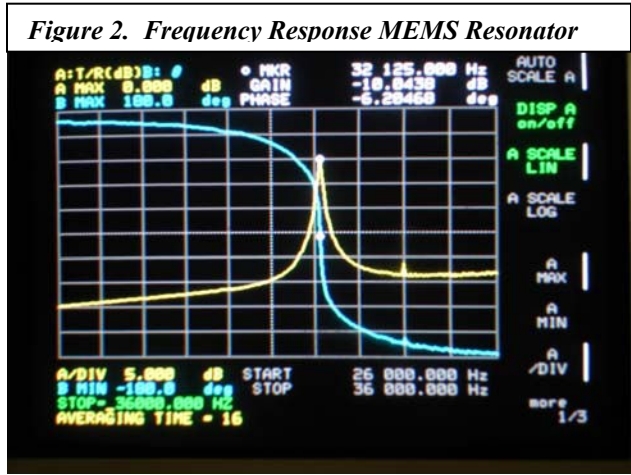 Figure 2. Frequency Response MEMS Resonator
A:T/R(dB)B: θ o MKR 32 125.000 Hz
A MAX 0.000 dB GAIN -10.0438 dB
B MAX 180.0 deg PHASE -6.20460 deg
AUTO
SCALE A
DISP A
on/off
A SCALE
LIN
A SCALE
LOG
A
MAX
A
MIN
A
/DIV
more
1/3
A/DIV 5.000 dB START 26 000.000 Hz
B MIN -180.0 deg STOP 36 000.000 Hz
STOP= 36000.000 HZ
AVERAGING TIME = 16